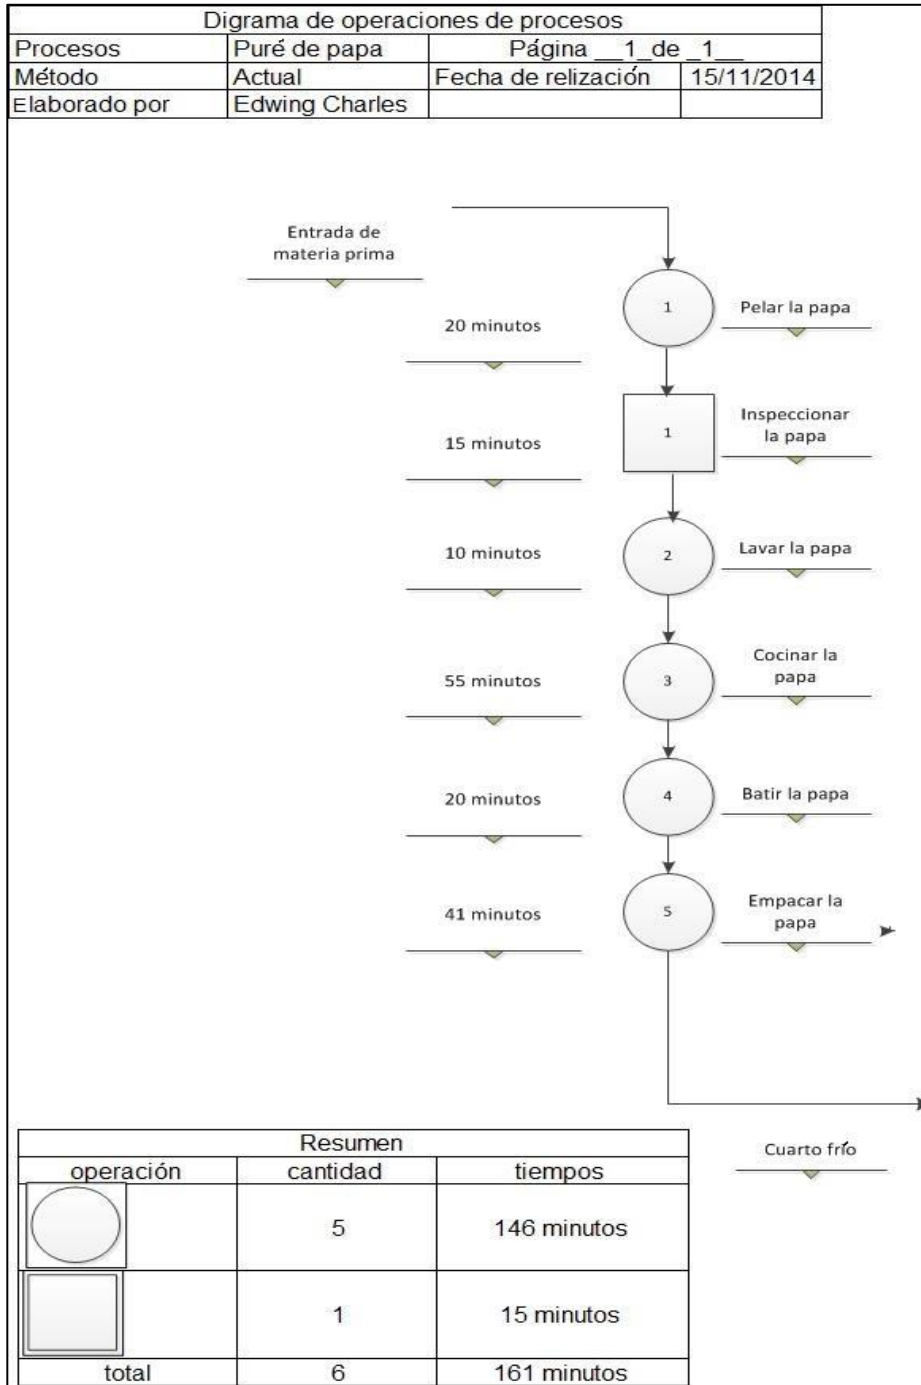 Digrama de operaciones de procesos
Procesos Puré de papa Página __1_de _1__
Método Actual Fecha de relización 15/11/2014
Elaborado por Edwing Charles
Entrada de
materia prima
20 minutos 1 Pelar la papa
15 minutos 1 Inspeccionar
la papa
10 minutos 2 Lavar la papa
55 minutos 3 Cocinar la
papa
20 minutos 4 Batir la papa
41 minutos 5 Empacar la
papa
Cuarto frío
Resumen
operación cantidad tiempos
5 146 minutos
1 15 minutos
total 6 161 minutos